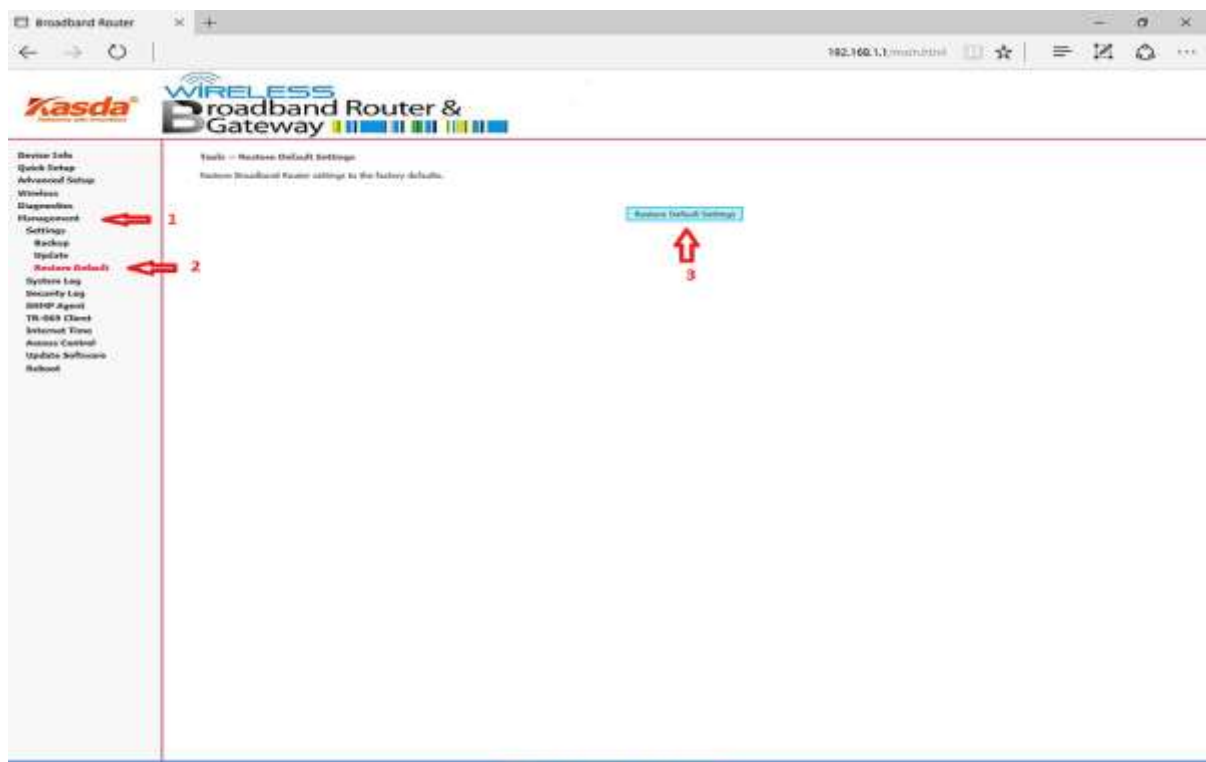 Broadband Router
192.168.1.1/main.html
Kasda
WIRELESS
Broadband Router &
Gateway
Device Info
Quick Setup
Advanced Setup
Wireless
Diagnostics
Management
Settings
Backup
Update
Restore Default
System Log
Security Log
SNMP Agent
TR-069 Client
Internet Time
Access Control
Update Software
Reboot
1
2
Tools -- Restore Default Settings
Restore Broadband Router settings to the factory defaults.
Restore Default Settings
3